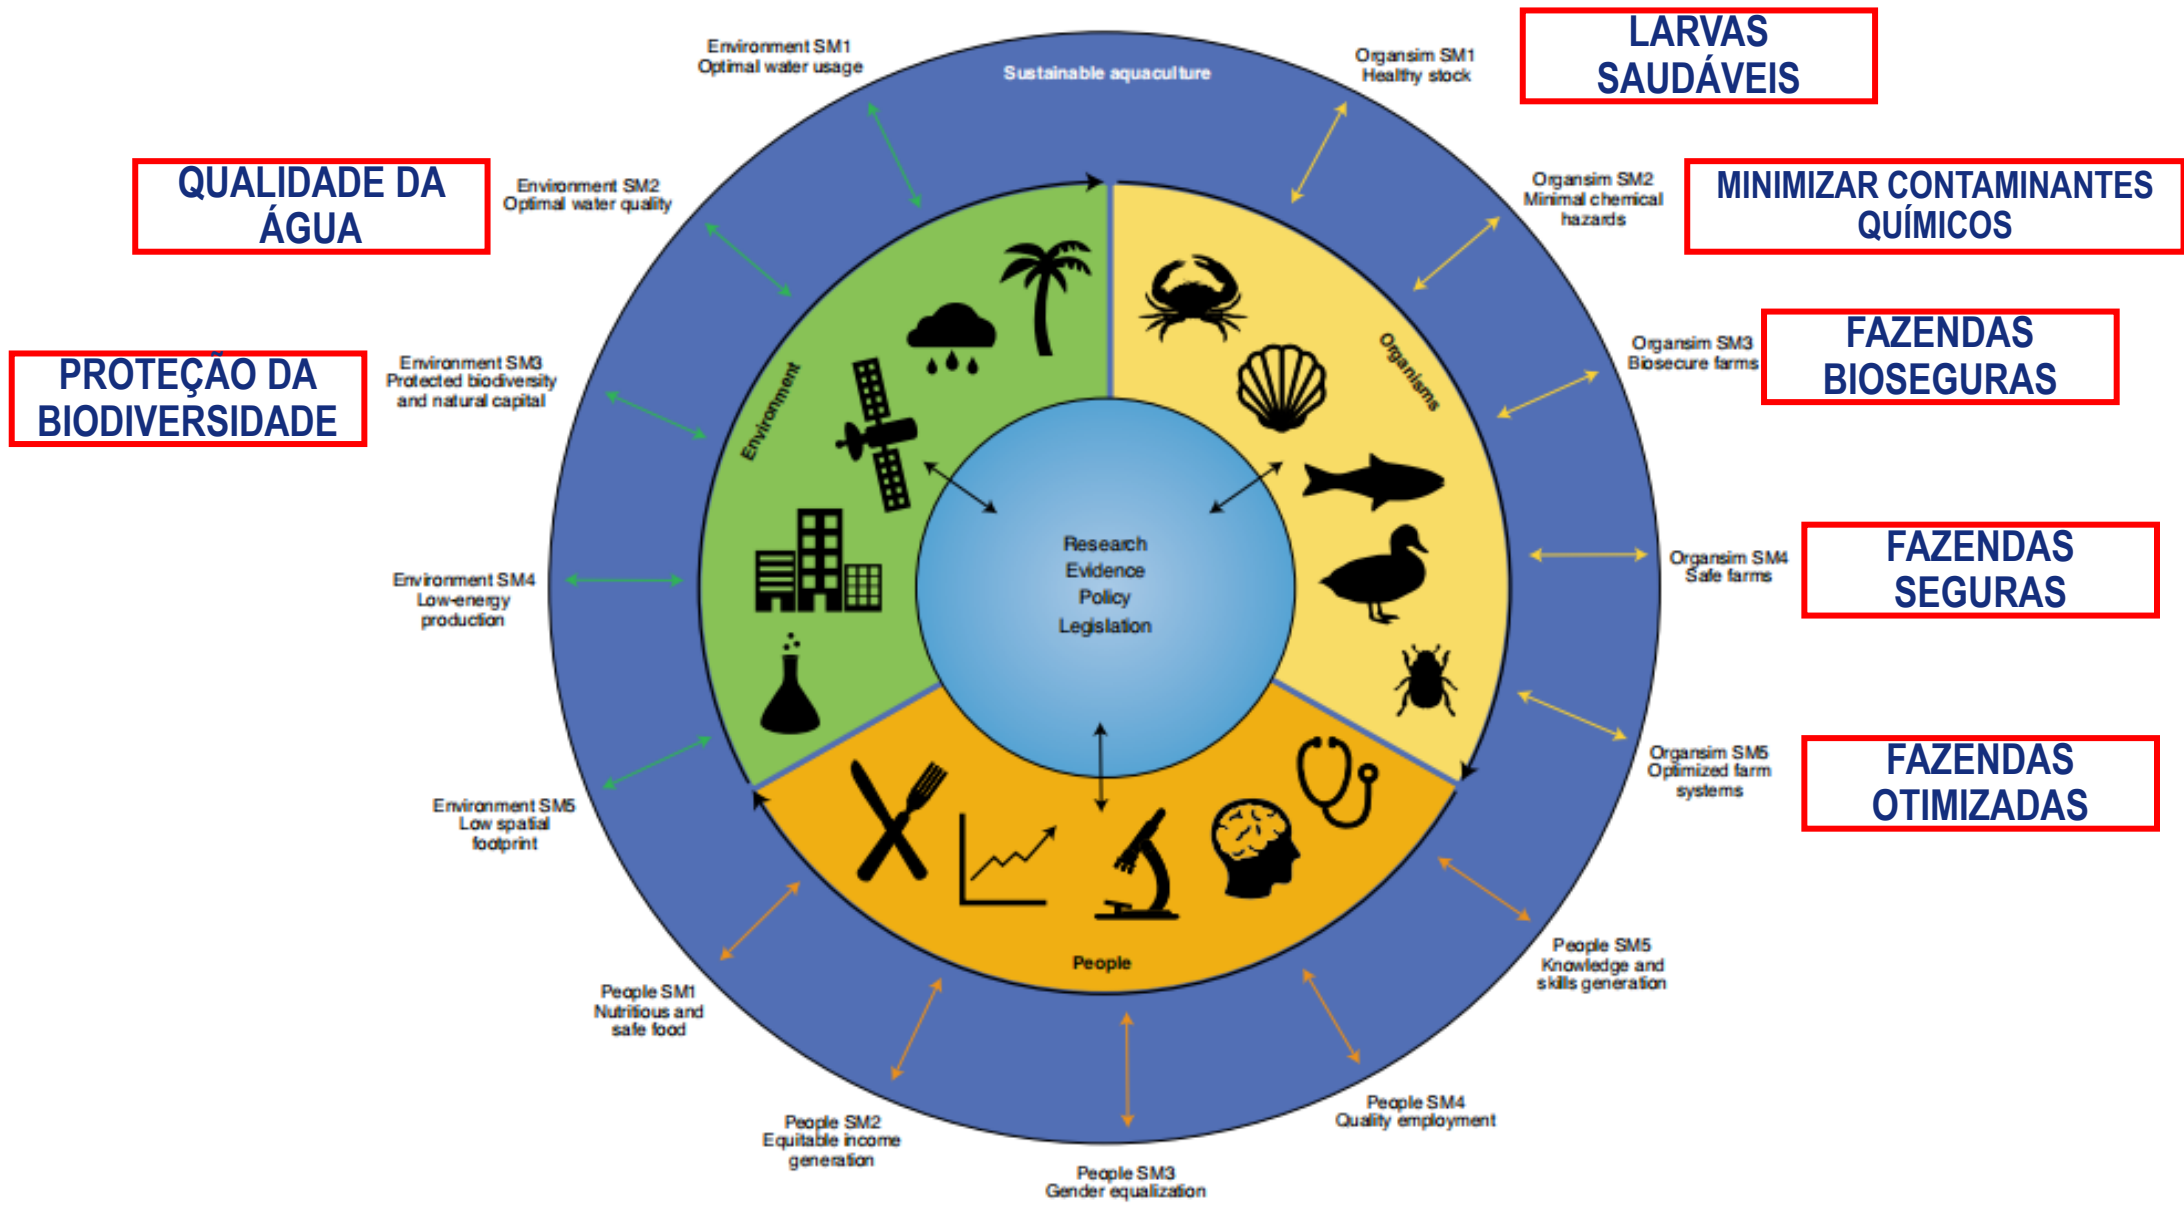 Sustainable aquaculture
Environment SM1
Optimal water usage
QUALIDADE DA
ÁGUA
Environment SM2
Optimal water quality
PROTEÇÃO DA
BIODIVERSIDADE
Environment SM3
Protected biodiversity
and natural capital
Environment SM4
Low-energy
production
Environment SM5
Low spatial
footprint
Organsim SM1
Healthy stock
LARVAS
SAUDÁVEIS
Organsim SM2
Minimal chemical
hazards
MINIMIZAR CONTAMINANTES
QUÍMICOS
Organsim SM3
Biosecure farms
FAZENDAS
BIOSEGURAS
Organsim SM4
Safe farms
FAZENDAS
SEGURAS
Organsim SM5
Optimized farm
systems
FAZENDAS
OTIMIZADAS
Environment
Organisms
Research
Evidence
Policy
Legislation
People
People SM1
Nutritious and
safe food
People SM2
Equitable income
generation
People SM3
Gender equalization
People SM4
Quality employment
People SM5
Knowledge and
skills generation